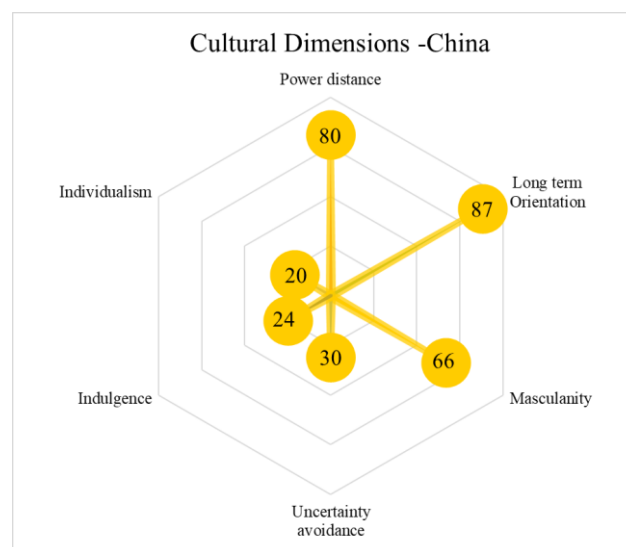 Cultural Dimensions -China
Power distance
80
Individualism
Long term
Orientation
87
20
24
30
66
Indulgence
Masculanity
Uncertainty
avoidance